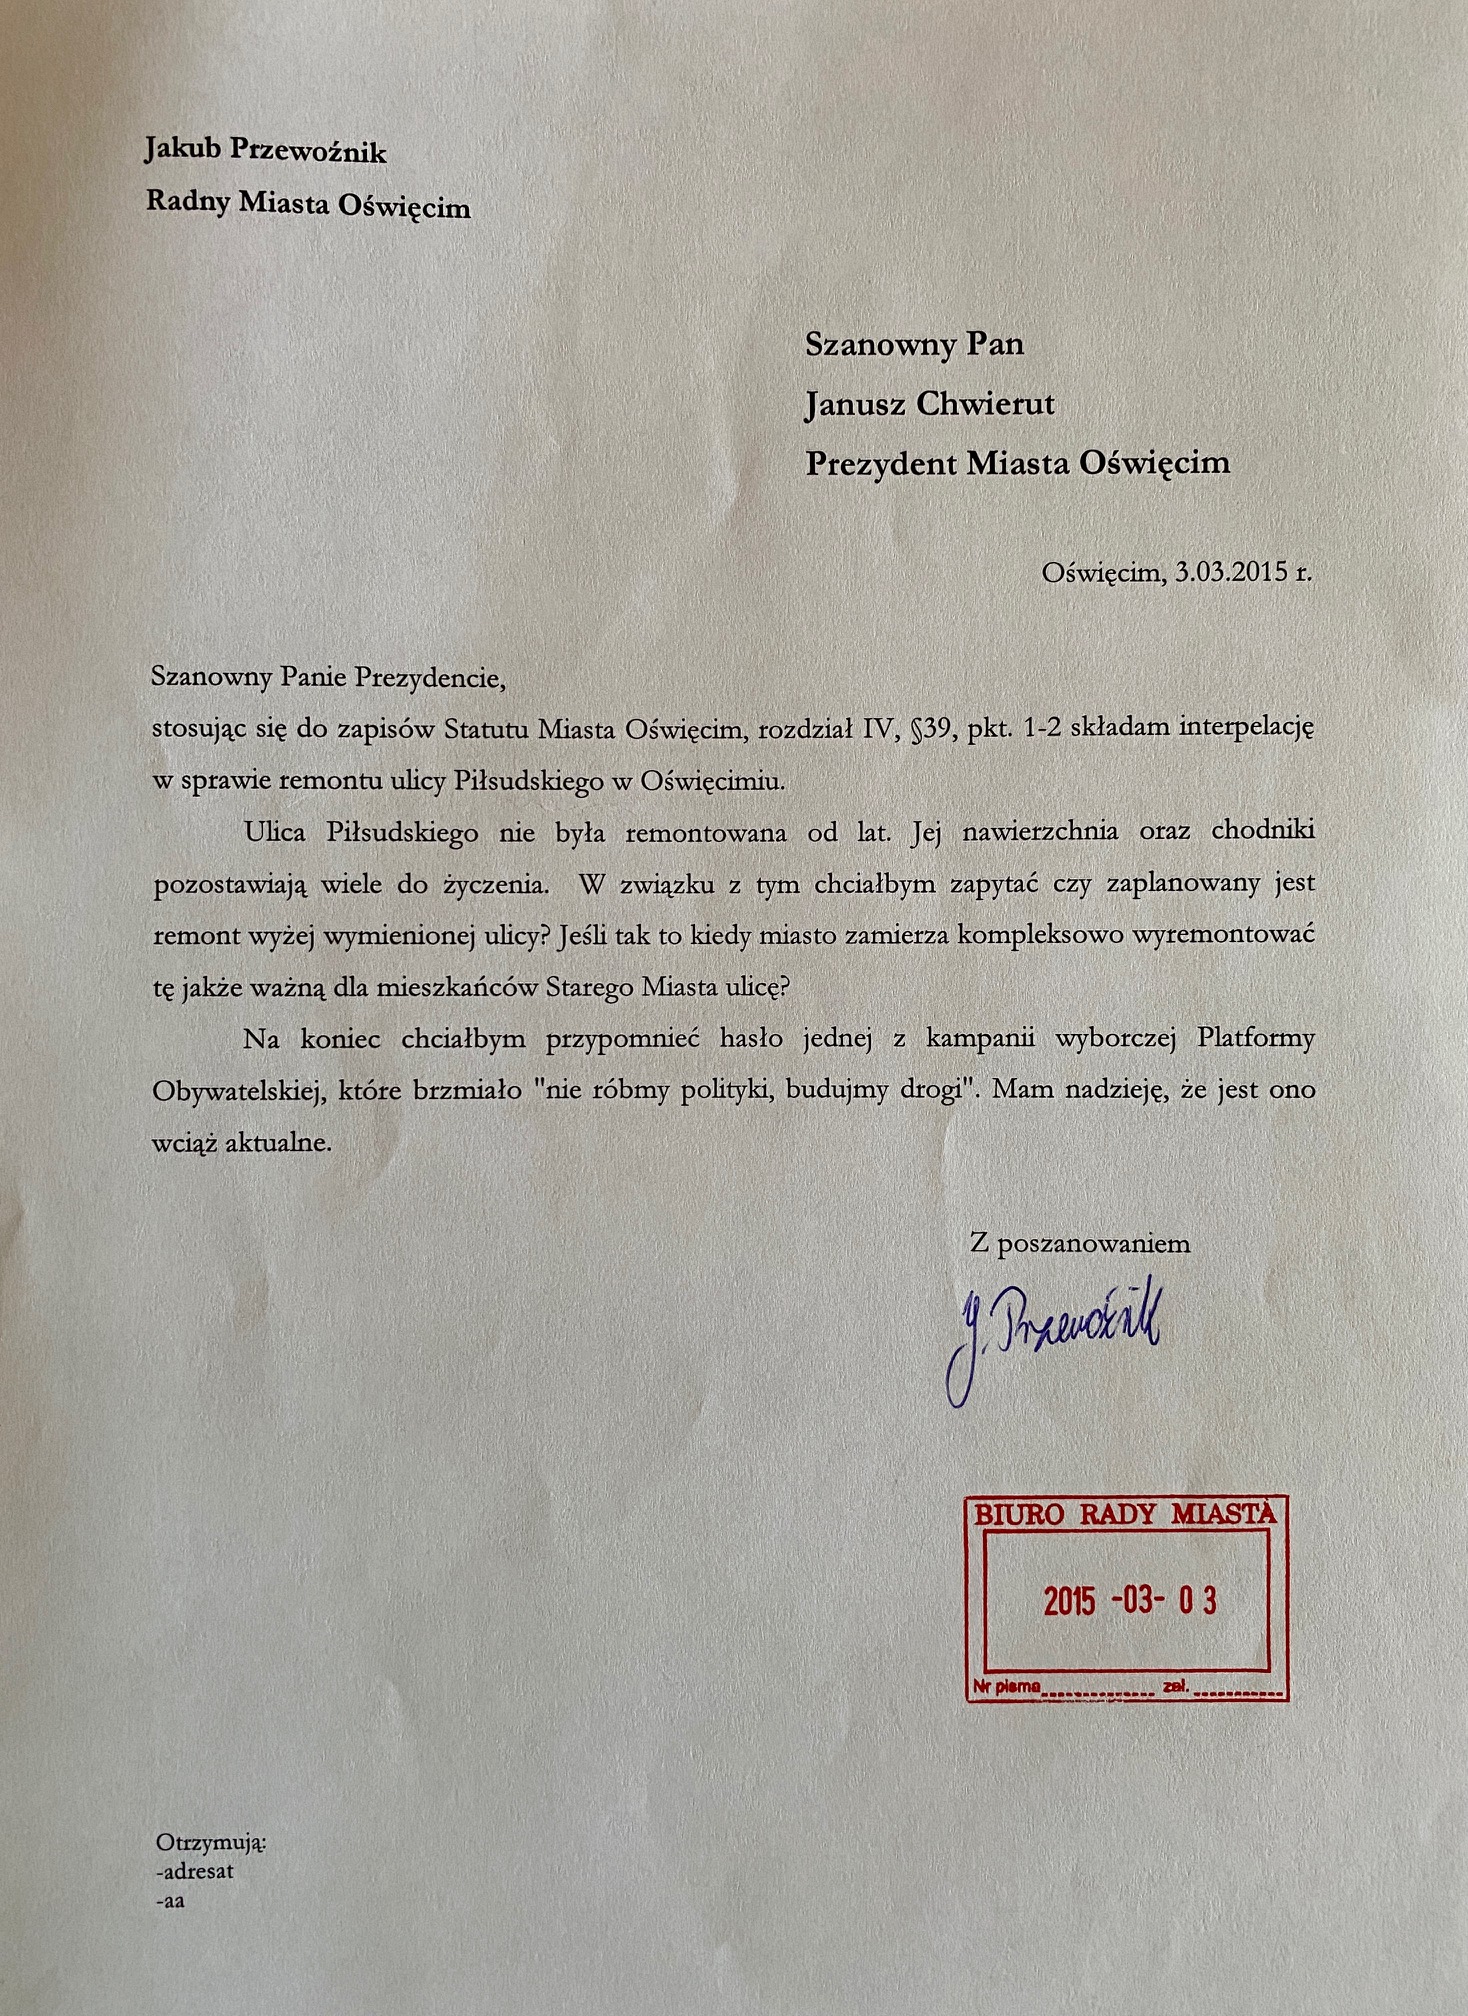 Jakub Przewoźnik
Radny Miasta Oświęcim
Szanowny Pan
Janusz Chwierut
Prezydent Miasta Oświęcim
Oświęcim, 3.03.2015 r.
Szanowny Panie Prezydencie,
stosując się do zapisów Statutu Miasta Oświęcim, rozdział IV, §39, pkt. 1-2 składam interpelację
w sprawie remontu ulicy Piłsudskiego w Oświęcimiu.
Ulica Piłsudskiego nie była remontowana od lat. Jej nawierzchnia oraz chodniki
pozostawiają wiele do życzenia. W związku z tym chciałbym zapytać czy zaplanowany jest
remont wyżej wymienionej ulicy? Jeśli tak to kiedy miasto zamierza kompleksowo wyremontować
tę jakże ważną dla mieszkańców Starego Miasta ulicę?
Na koniec chciałbym przypomnieć hasło jednej z kampanii wyborczej Platformy
Obywatelskiej, które brzmiało "nie róbmy polityki, budujmy drogi". Mam nadzieję, że jest ono
wciąż aktualne.
Z poszanowaniem
J. Przewoźnik
BIURO RADY MIASTA
2015 -03- 03
Nr pisma zał.
Otrzymują:
-adresat
-aa